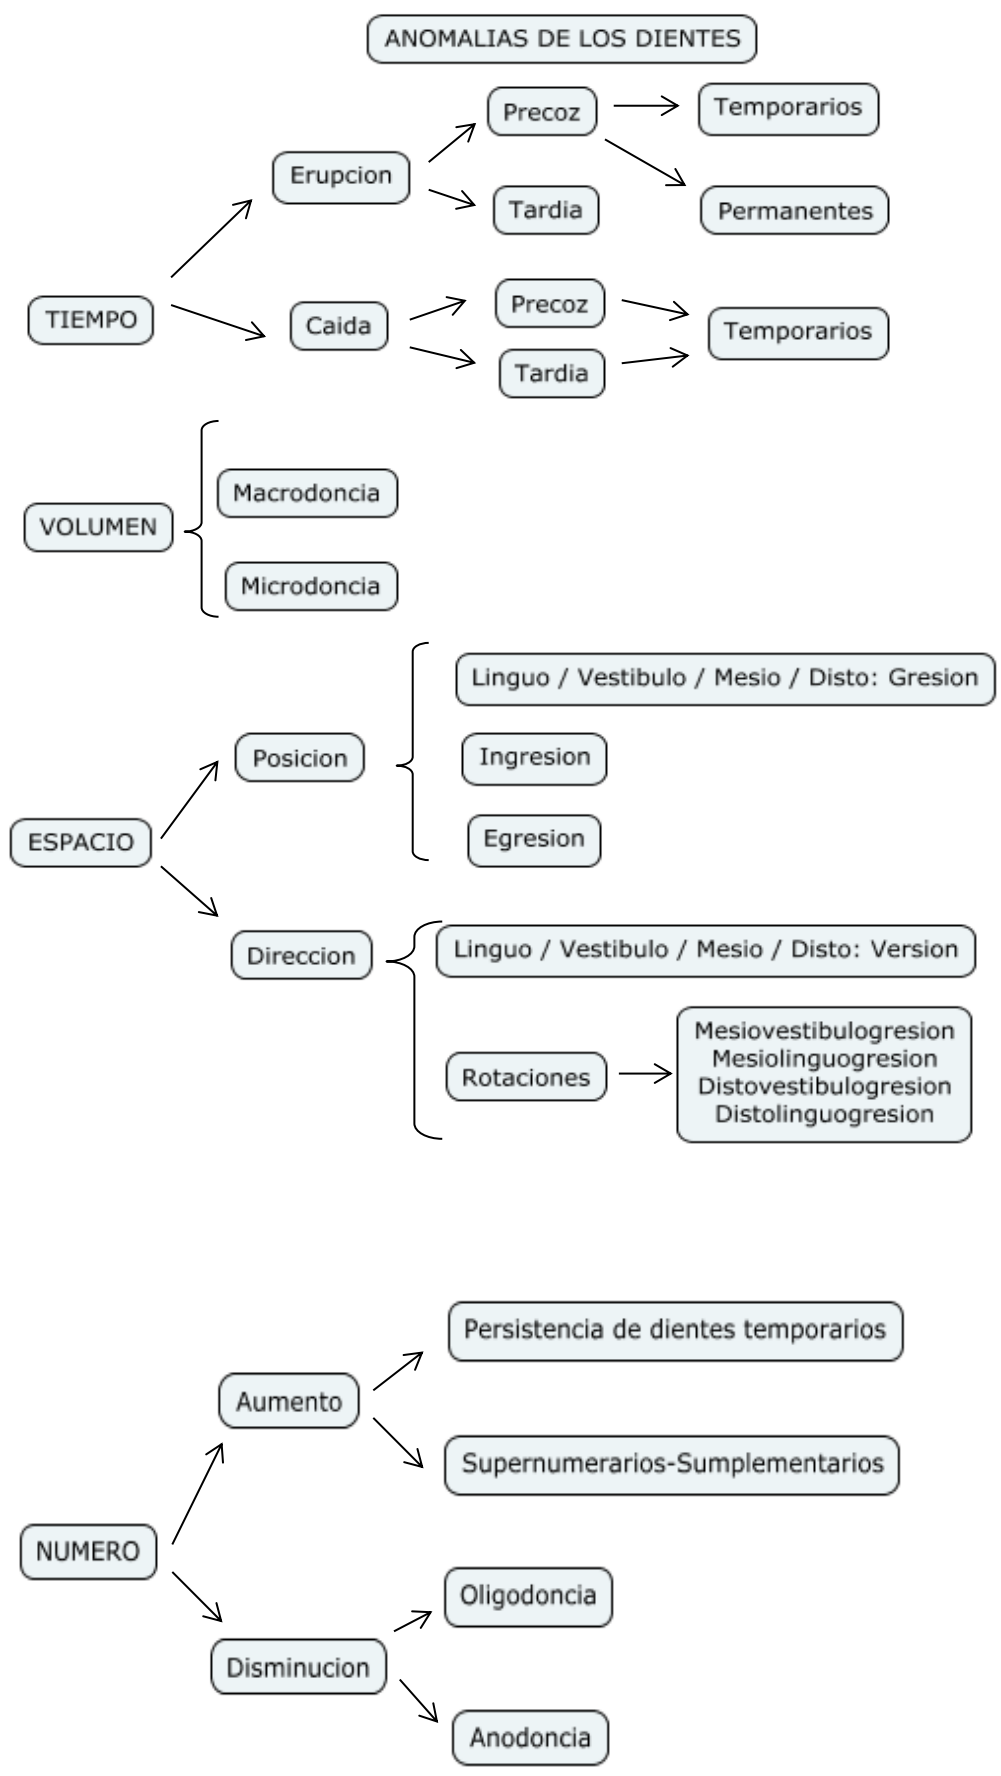 ANOMALIAS DE LOS DIENTES
Precoz
Temporarios
Erupcion
Tardia
Permanentes
TIEMPO
Caida
Precoz
Temporarios
Tardia
VOLUMEN
Macrodoncia
Microdoncia
Linguo / Vestibulo / Mesio / Disto: Gresion
Posicion
Ingresion
Egresion
ESPACIO
Direccion
Linguo / Vestibulo / Mesio / Disto: Version
Rotaciones
Mesiovestibulogresion
Mesiolinguogresion
Distovestibulogresion
Distolinguogresion
Persistencia de dientes temporarios
Aumento
Supernumerarios-Sumplementarios
NUMERO
Oligodoncia
Disminucion
Anodoncia